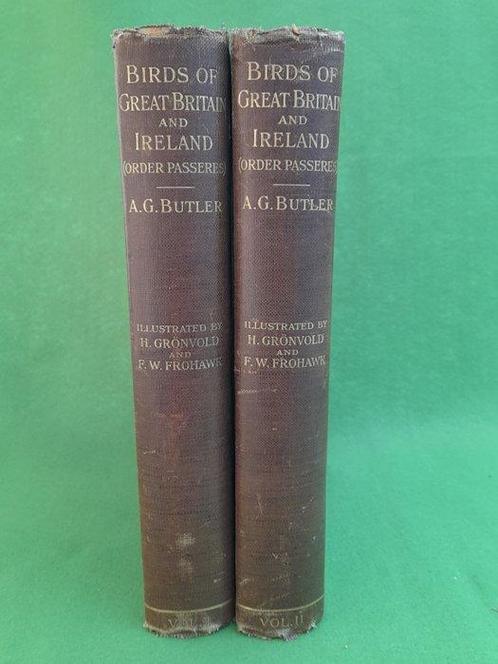 BIRDS OF
GREAT BRITAIN
AND
IRELAND
(ORDER PASSERES)
A.G. BUTLER
ILLUSTRATED BY
H. GRÖNVOLD
AND
F. W. FROHAWK
VOL. I
BIRDS OF
GREAT BRITAIN
AND
IRELAND
(ORDER PASSERES)
A.G. BUTLER
ILLUSTRATED BY
H. GRÖNVOLD
AND
F. W. FROHAWK
VOL. II